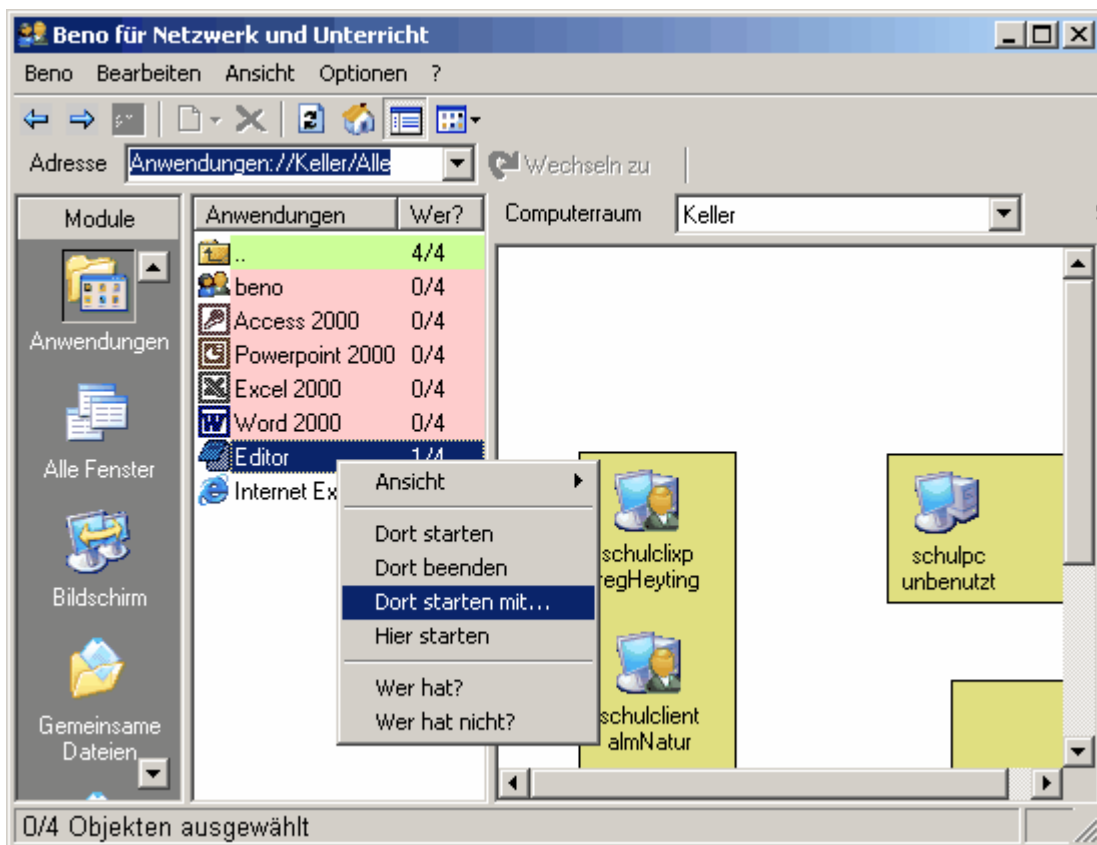 Beno für Netzwerk und Unterricht
Beno Bearbeiten Ansicht Optionen ?
Adresse Anwendungen://Keller/Alle Wechseln zu
Module
Anwendungen
Alle Fenster
Bildschirm
Gemeinsame
Dateien
Anwendungen Wer?
.. 4/4
beno 0/4
Access 2000 0/4
Powerpoint 2000 0/4
Excel 2000 0/4
Word 2000 0/4
Editor 1/4
Internet Ex
Ansicht
Dort starten
Dort beenden
Dort starten mit...
Hier starten
Wer hat?
Wer hat nicht?
Computerraum Keller
schulclixp
regHeyting
schulpc
unbenutzt
schulclient
almNatur
0/4 Objekten ausgewählt